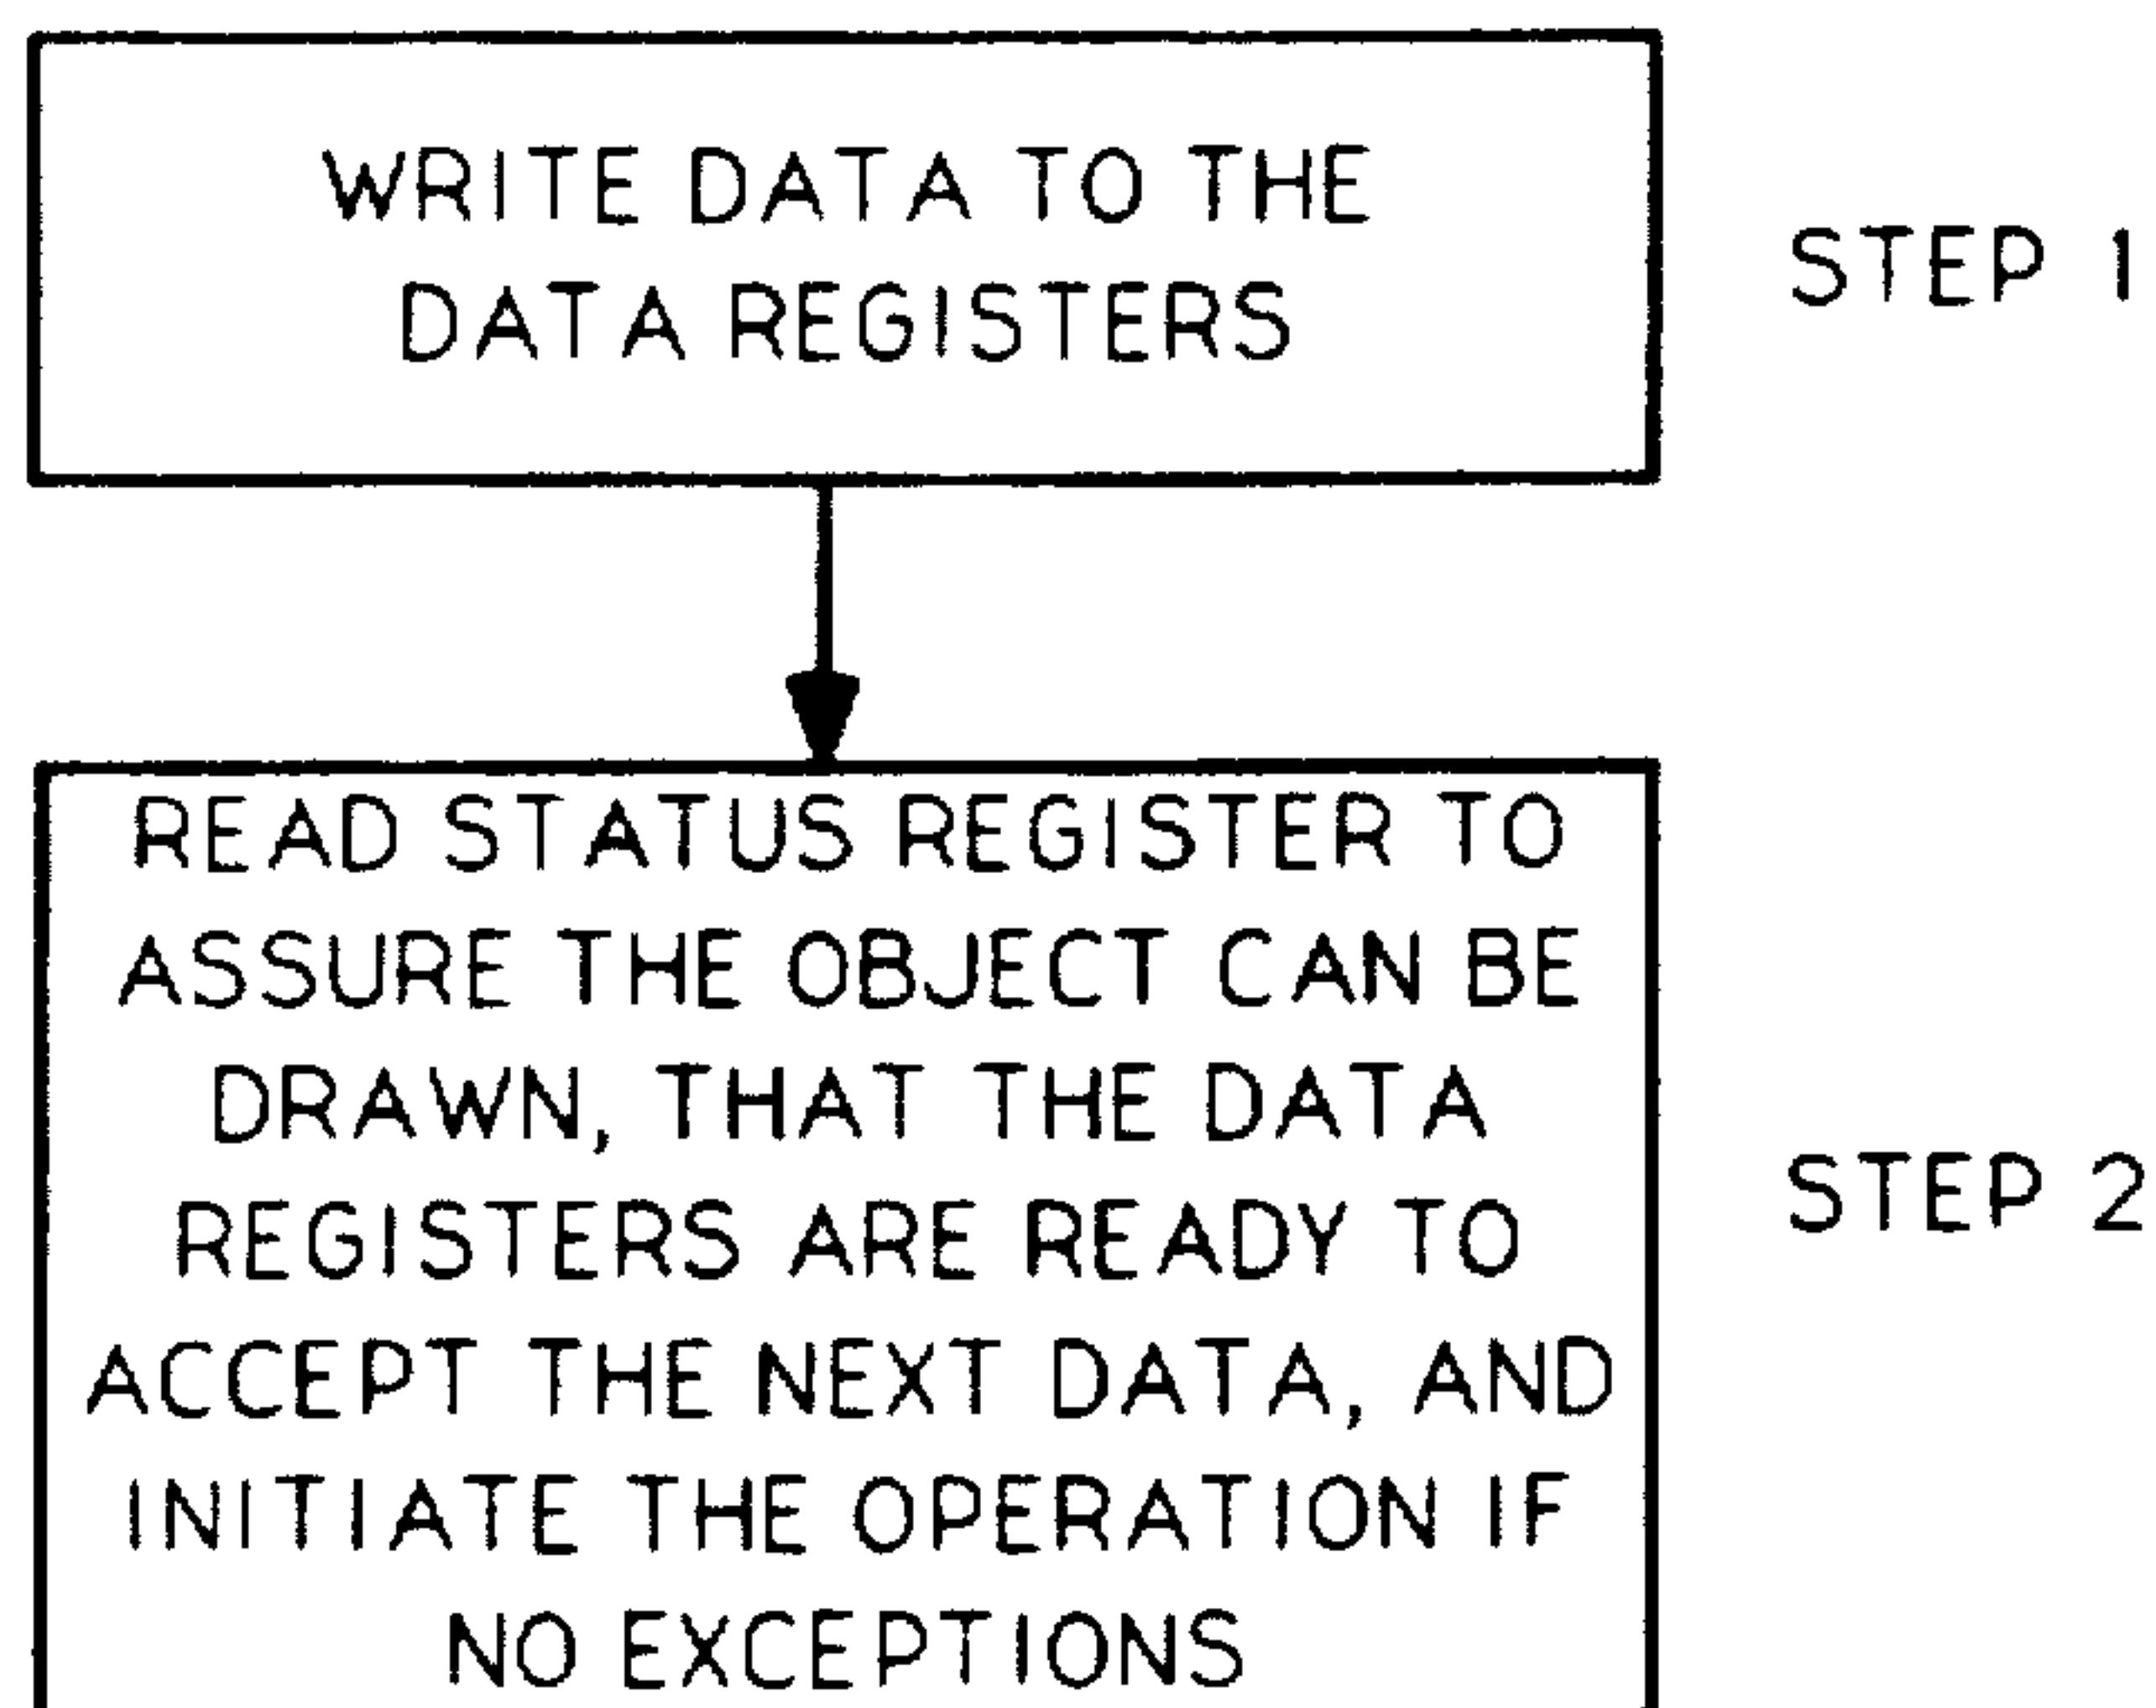 WRITE DATA TO THE
DATA REGISTERS
STEP 1
READ STATUS REGISTER TO
ASSURE THE OBJECT CAN BE
DRAWN, THAT THE DATA
REGISTERS ARE READY TO
ACCEPT THE NEXT DATA, AND
INITIATE THE OPERATION IF
NO EXCEPTIONS
STEP 2